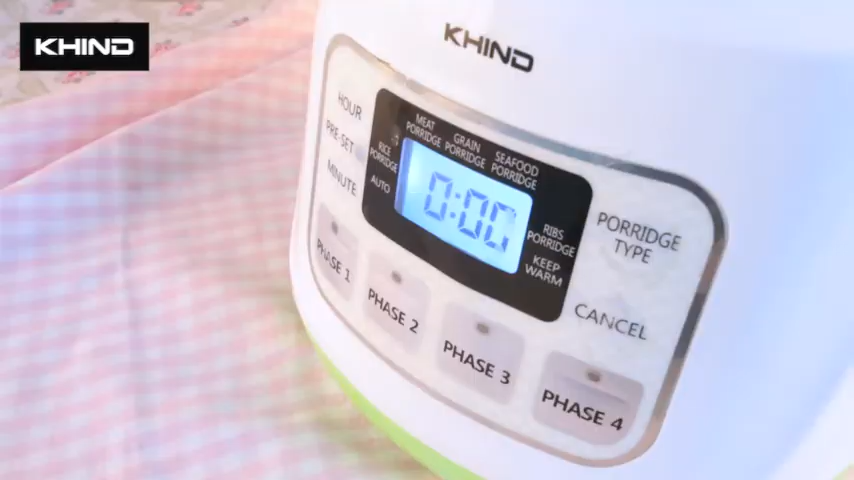 KHIND
KHIND
HOUR
PRE-SET
MINUTE
MEAT
PORRIDGE
GRAIN
PORRIDGE
SEAFOOD
PORRIDGE
RICE
PORRIDGE
AUTO
0:00
RIBS
PORRIDGE
KEEP
WARM
PORRIDGE
TYPE
CANCEL
PHASE 1
PHASE 2
PHASE 3
PHASE 4